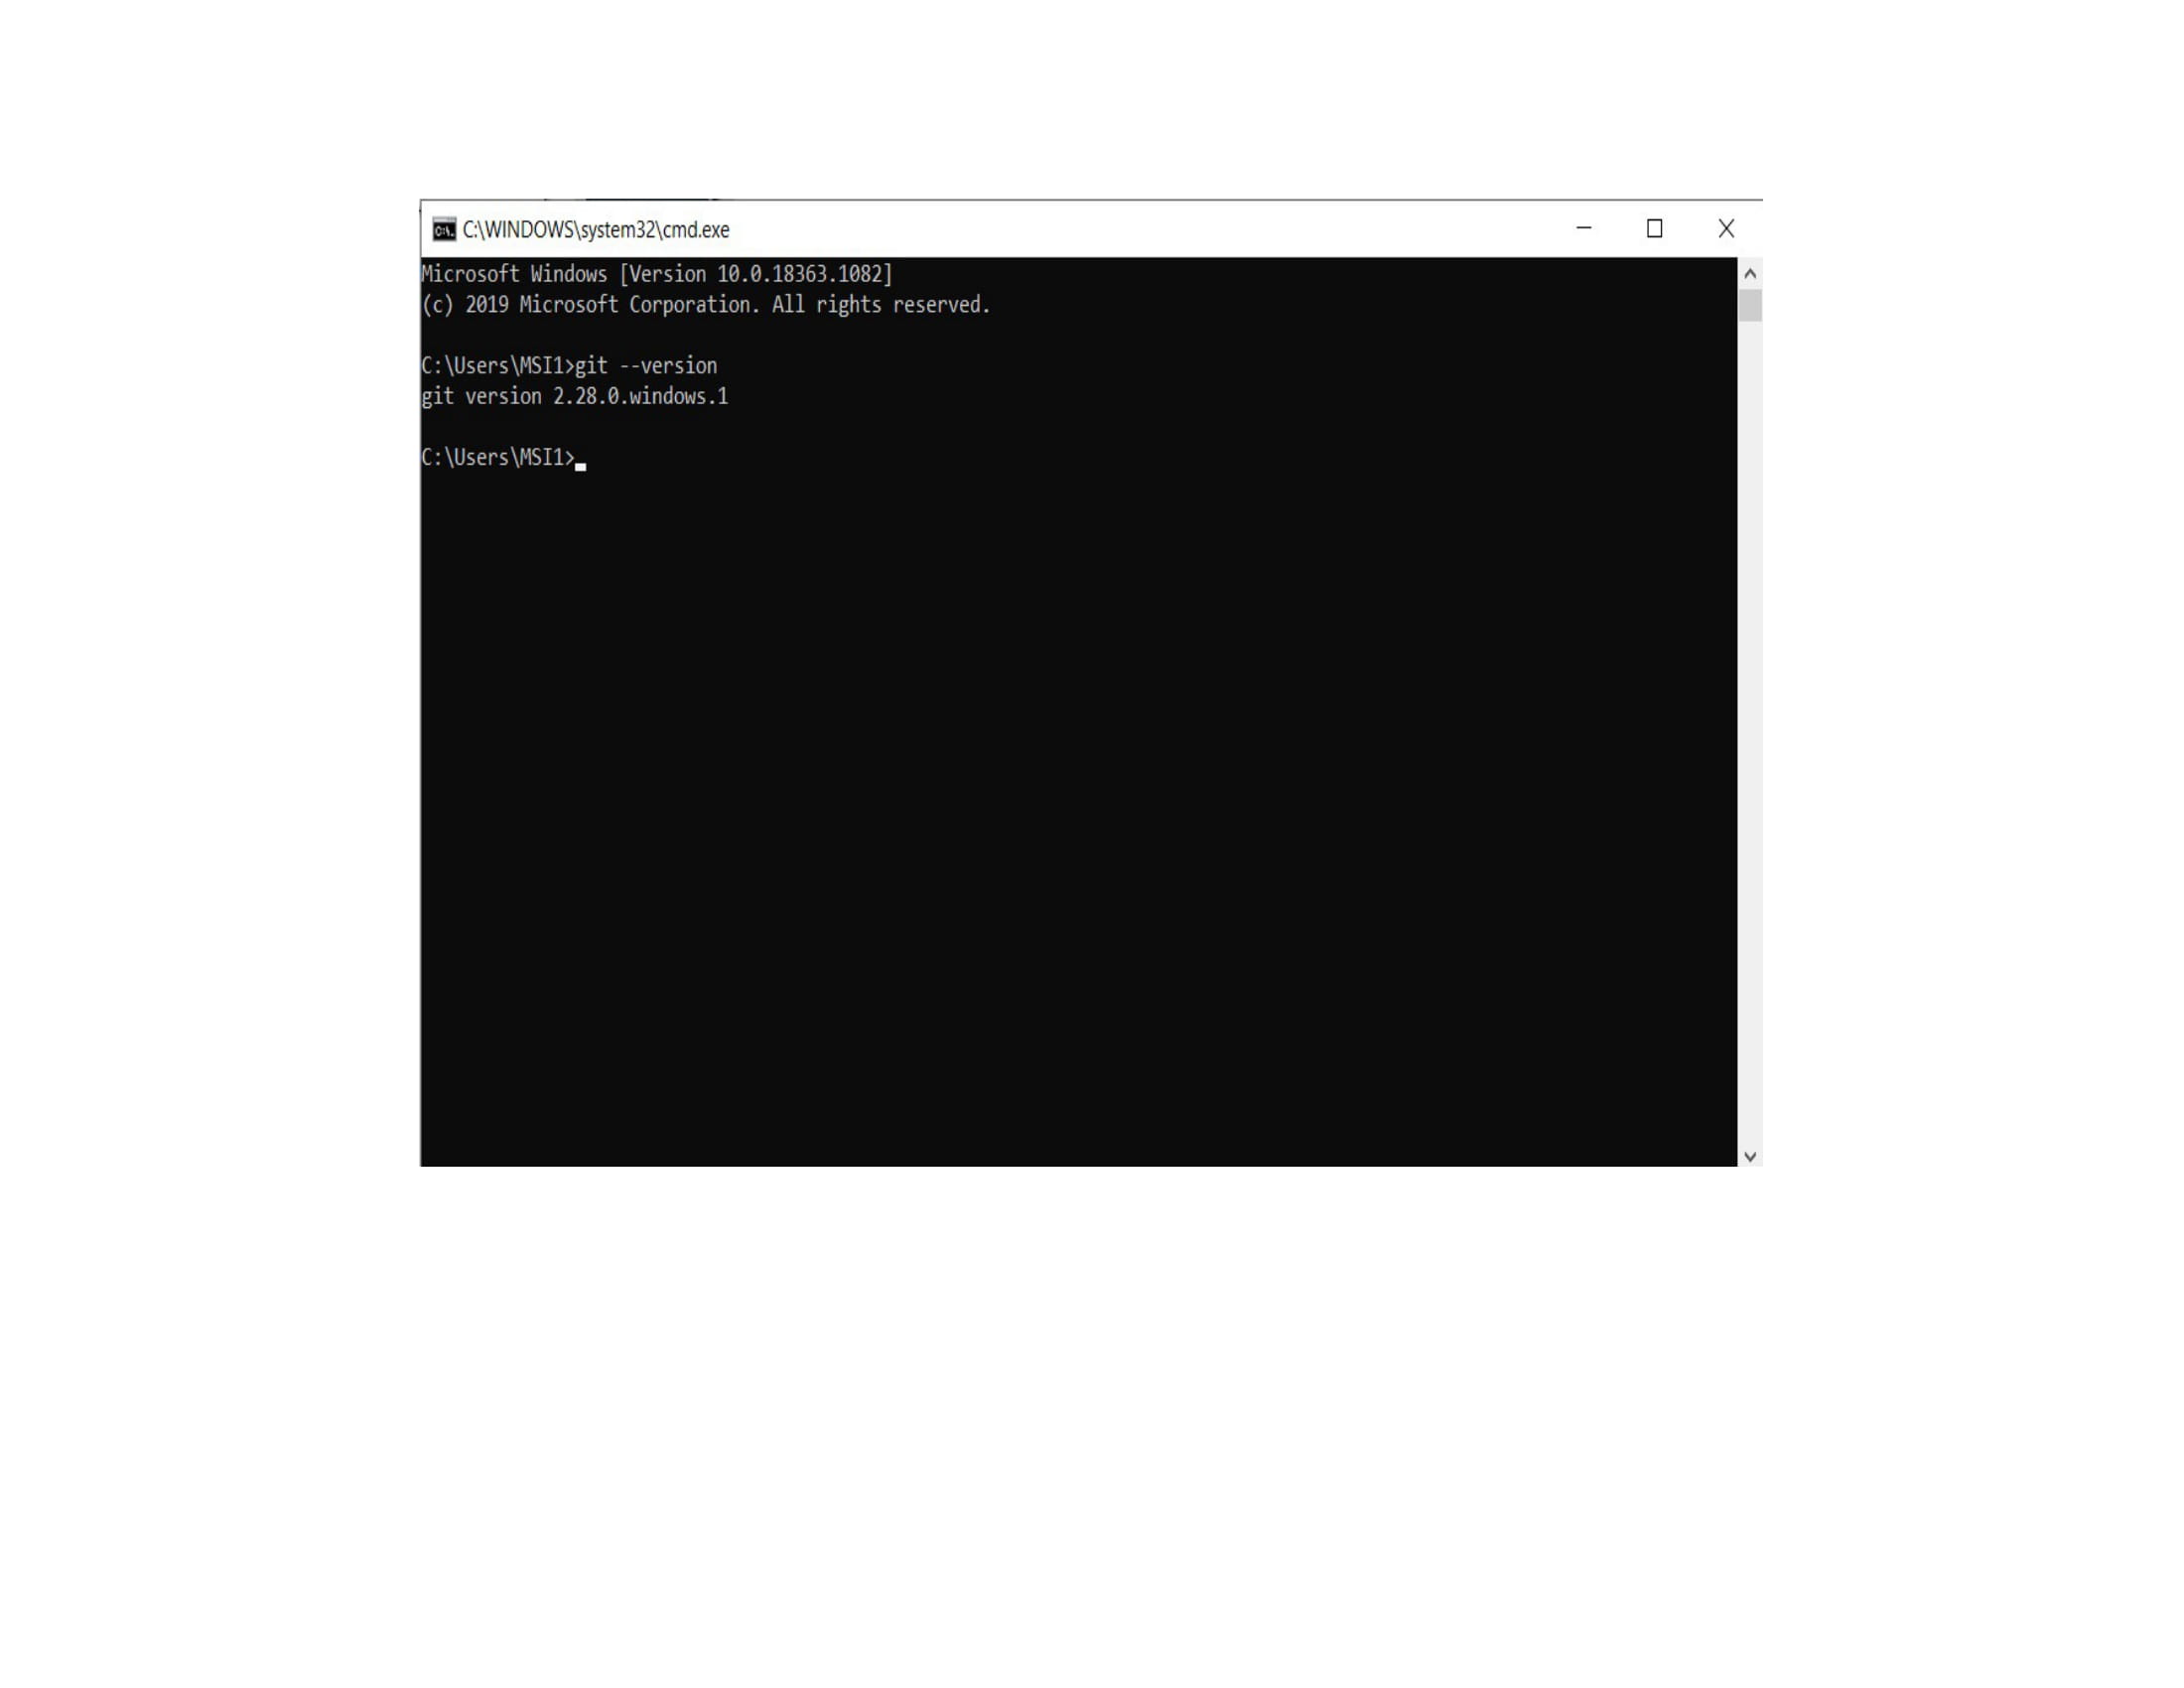 C:\WINDOWS\system32\cmd.exe
Microsoft Windows [Version 10.0.18363.1082]
(c) 2019 Microsoft Corporation. All rights reserved.
C:\Users\MSI1>git --version
git version 2.28.0.windows.1
C:\Users\MSI1>